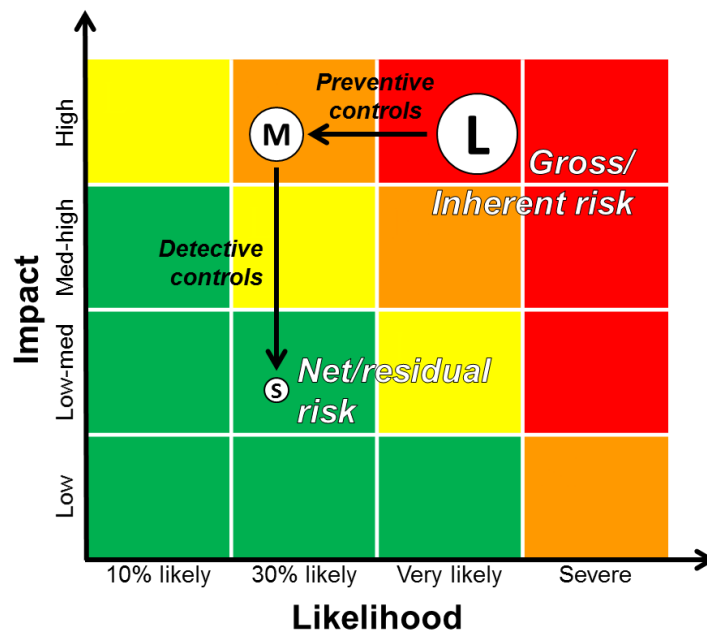 Impact
High
Med-high
Low-med
Low
Preventive
controls
M
L
Gross/
Inherent risk
Detective
controls
S
Net/residual
risk
10% likely
30% likely
Very likely
Severe
Likelihood